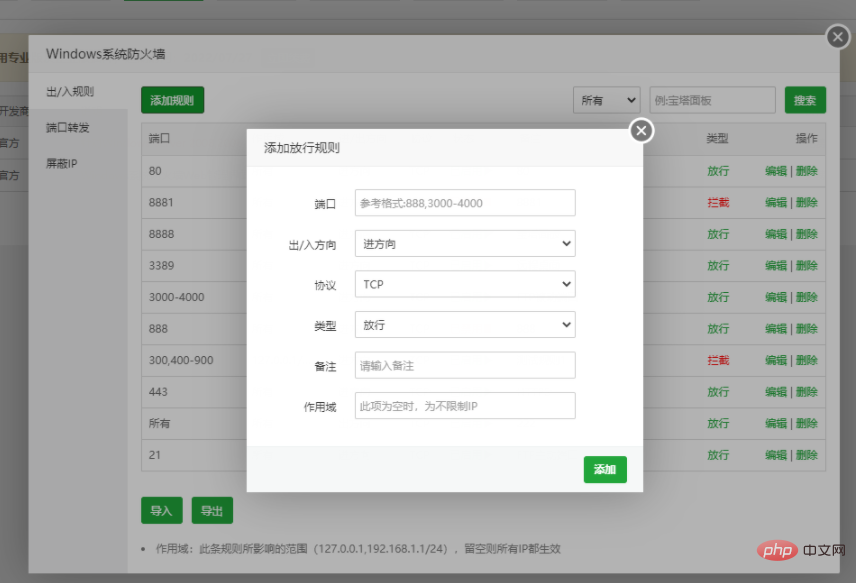 用专业
Windows系统防火墙
出/入规则
端口转发
屏蔽IP
开发商
官方
官方
添加规则
所有
例:宝塔面板
搜索
端口 类型 操作
80 放行 编辑 | 删除
8881 拦截 编辑 | 删除
8888 放行 编辑 | 删除
3389 放行 编辑 | 删除
3000-4000 放行 编辑 | 删除
888 放行 编辑 | 删除
300,400-900 拦截 编辑 | 删除
443 放行 编辑 | 删除
所有 放行 编辑 | 删除
21 放行 编辑 | 删除
添加放行规则
端口 参考格式:888,3000-4000
出/入方向 进方向
协议 TCP
类型 放行
备注 请输入备注
作用域 此项为空时，为不限制IP
添加
导入 导出
作用域：此条规则所影响的范围（127.0.0.1,192.168.1.1/24），留空则所有IP都生效
php 中文网